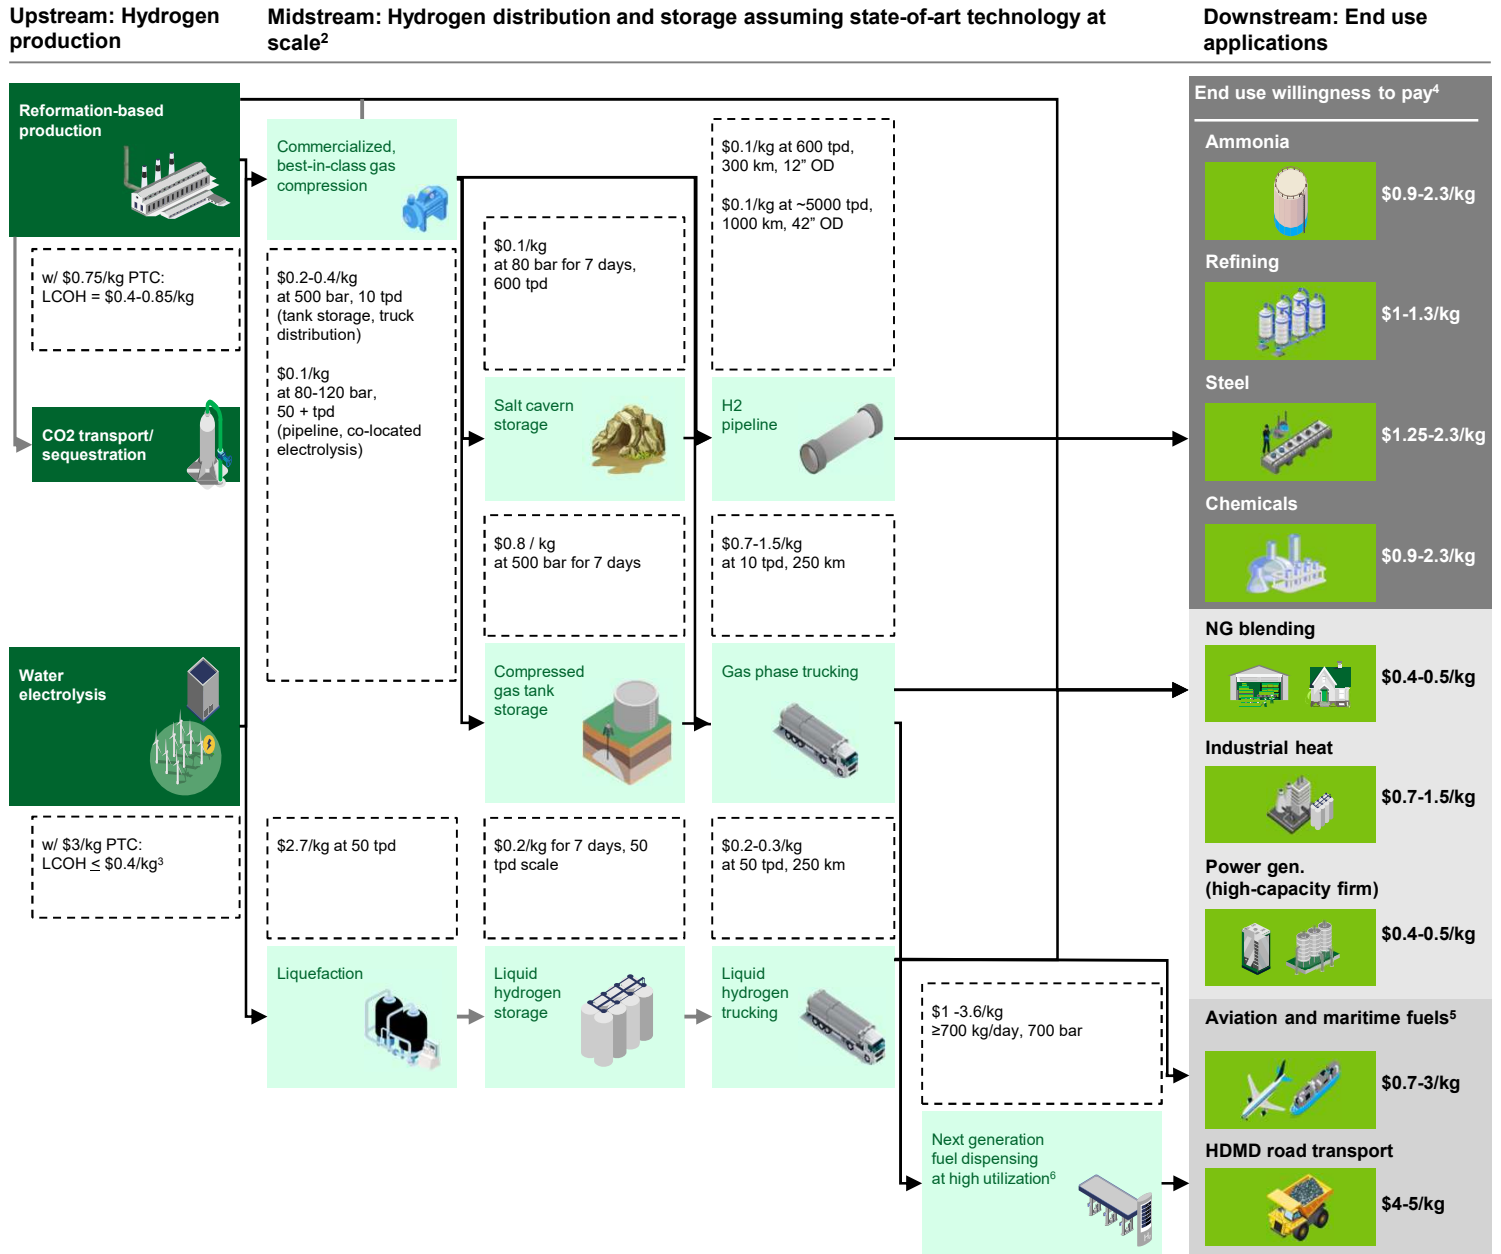 Upstream: Hydrogen
production
Midstream: Hydrogen distribution and storage assuming state-of-art technology at
scale²
Downstream: End use
applications
Reformation-based
production
w/ $0.75/kg PTC:
LCOH = $0.4-0.85/kg
CO2 transport/
sequestration
Water
electrolysis
w/ $3/kg PTC:
LCOH ≤ $0.4/kg³
Commercialized,
best-in-class gas
compression
$0.2-0.4/kg
at 500 bar, 10 tpd
(tank storage, truck
distribution)
$0.1/kg
at 80-120 bar,
50 + tpd
(pipeline, co-located
electrolysis)
$2.7/kg at 50 tpd
Liquefaction
$0.1/kg
at 80 bar for 7 days,
600 tpd
Salt cavern
storage
$0.8 / kg
at 500 bar for 7 days
Compressed
gas tank
storage
$0.2/kg for 7 days, 50
tpd scale
Liquid
hydrogen
storage
$0.1/kg at 600 tpd,
300 km, 12” OD
$0.1/kg at ~5000 tpd,
1000 km, 42” OD
H2
pipeline
$0.7-1.5/kg
at 10 tpd, 250 km
Gas phase trucking
$0.2-0.3/kg
at 50 tpd, 250 km
Liquid
hydrogen
trucking
$1 -3.6/kg
≥700 kg/day, 700 bar
Next generation
fuel dispensing
at high utilization⁶
End use willingness to pay⁴
Ammonia
$0.9-2.3/kg
Refining
$1-1.3/kg
Steel
$1.25-2.3/kg
Chemicals
$0.9-2.3/kg
NG blending
$0.4-0.5/kg
Industrial heat
$0.7-1.5/kg
Power gen.
(high-capacity firm)
$0.4-0.5/kg
Aviation and maritime fuels⁵
$0.7-3/kg
HDMD road transport
$4-5/kg